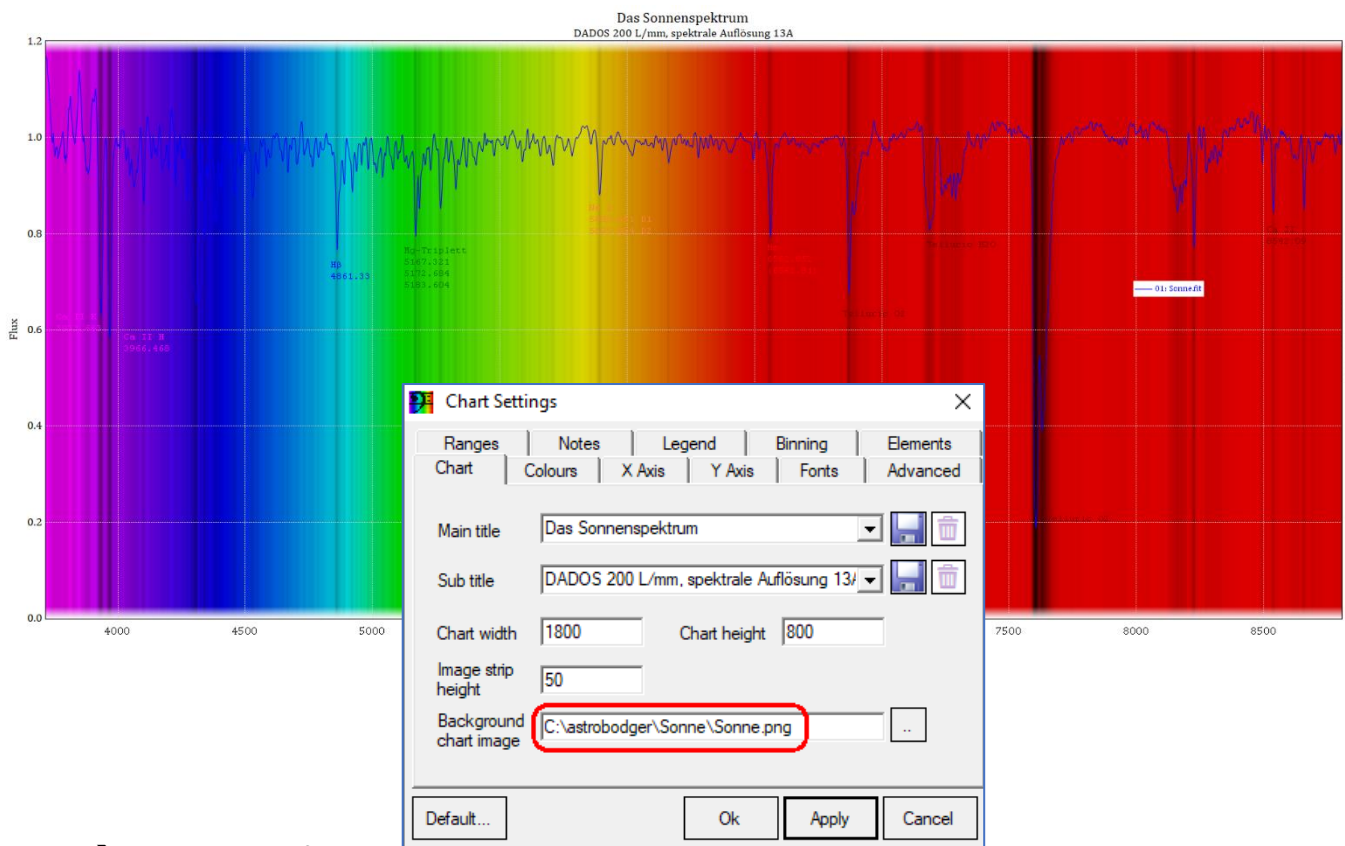 Das Sonnenspektrum
DADOS 200 L/mm, spektrale Auflösung 13A
1.2
1.0
0.8
0.6
0.4
0.2
0.0
Flux
Hβ
4861.33
Mg-Triplett
5167.321
5172.684
5183.604
Ca II H
3968.468
01: Sonne.fit
4000
4500
5000
7500
8000
8500
Chart Settings
Ranges
Notes
Legend
Binning
Elements
Chart
Colours
X Axis
Y Axis
Fonts
Advanced
Main title
Das Sonnenspektrum
Sub title
DADOS 200 L/mm, spektrale Auflösung 13
Chart width
1800
Chart height
800
Image strip
height
50
Background
chart image
C:\astrobodger\Sonne\Sonne.png
..
Default...
Ok
Apply
Cancel